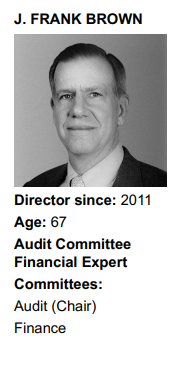 J. FRANK BROWN
Director since: 2011
Age: 67
Audit Committee
Financial Expert
Committees:
Audit (Chair)
Finance